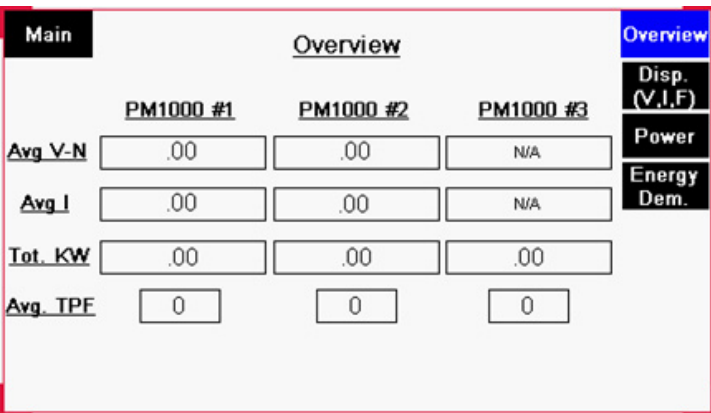 Main
Overview
Overview
Disp.
(V,I,F)
PM1000 #1 PM1000 #2 PM1000 #3
Power
Avg V-N .00 .00 N/A
Energy
Dem.
Avg I .00 .00 N/A
Tot. KW .00 .00 .00
Avg. TPF 0 0 0